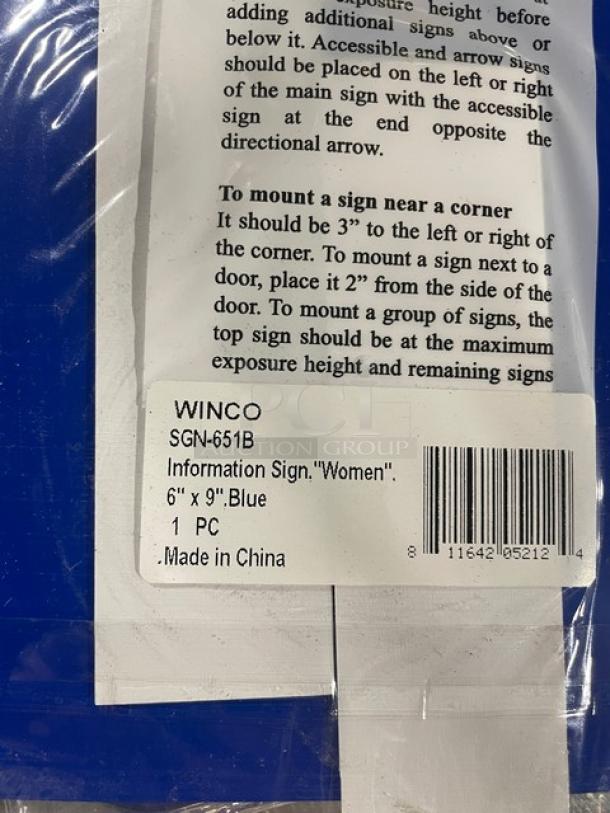 exposure height before
adding additional signs above or
below it. Accessible and arrow signs
should be placed on the left or right
of the main sign with the accessible
sign at the end opposite the
directional arrow.
To mount a sign near a corner
It should be 3” to the left or right of
the corner. To mount a sign next to a
door, place it 2” from the side of the
door. To mount a group of signs, the
top sign should be at the maximum
exposure height and remaining signs
PCI
AUCTION GROUP
WINCO
SGN-651B
Information Sign,"Women",
6" x 9",Blue
1 PC
.Made in China
8 11642 05212 4